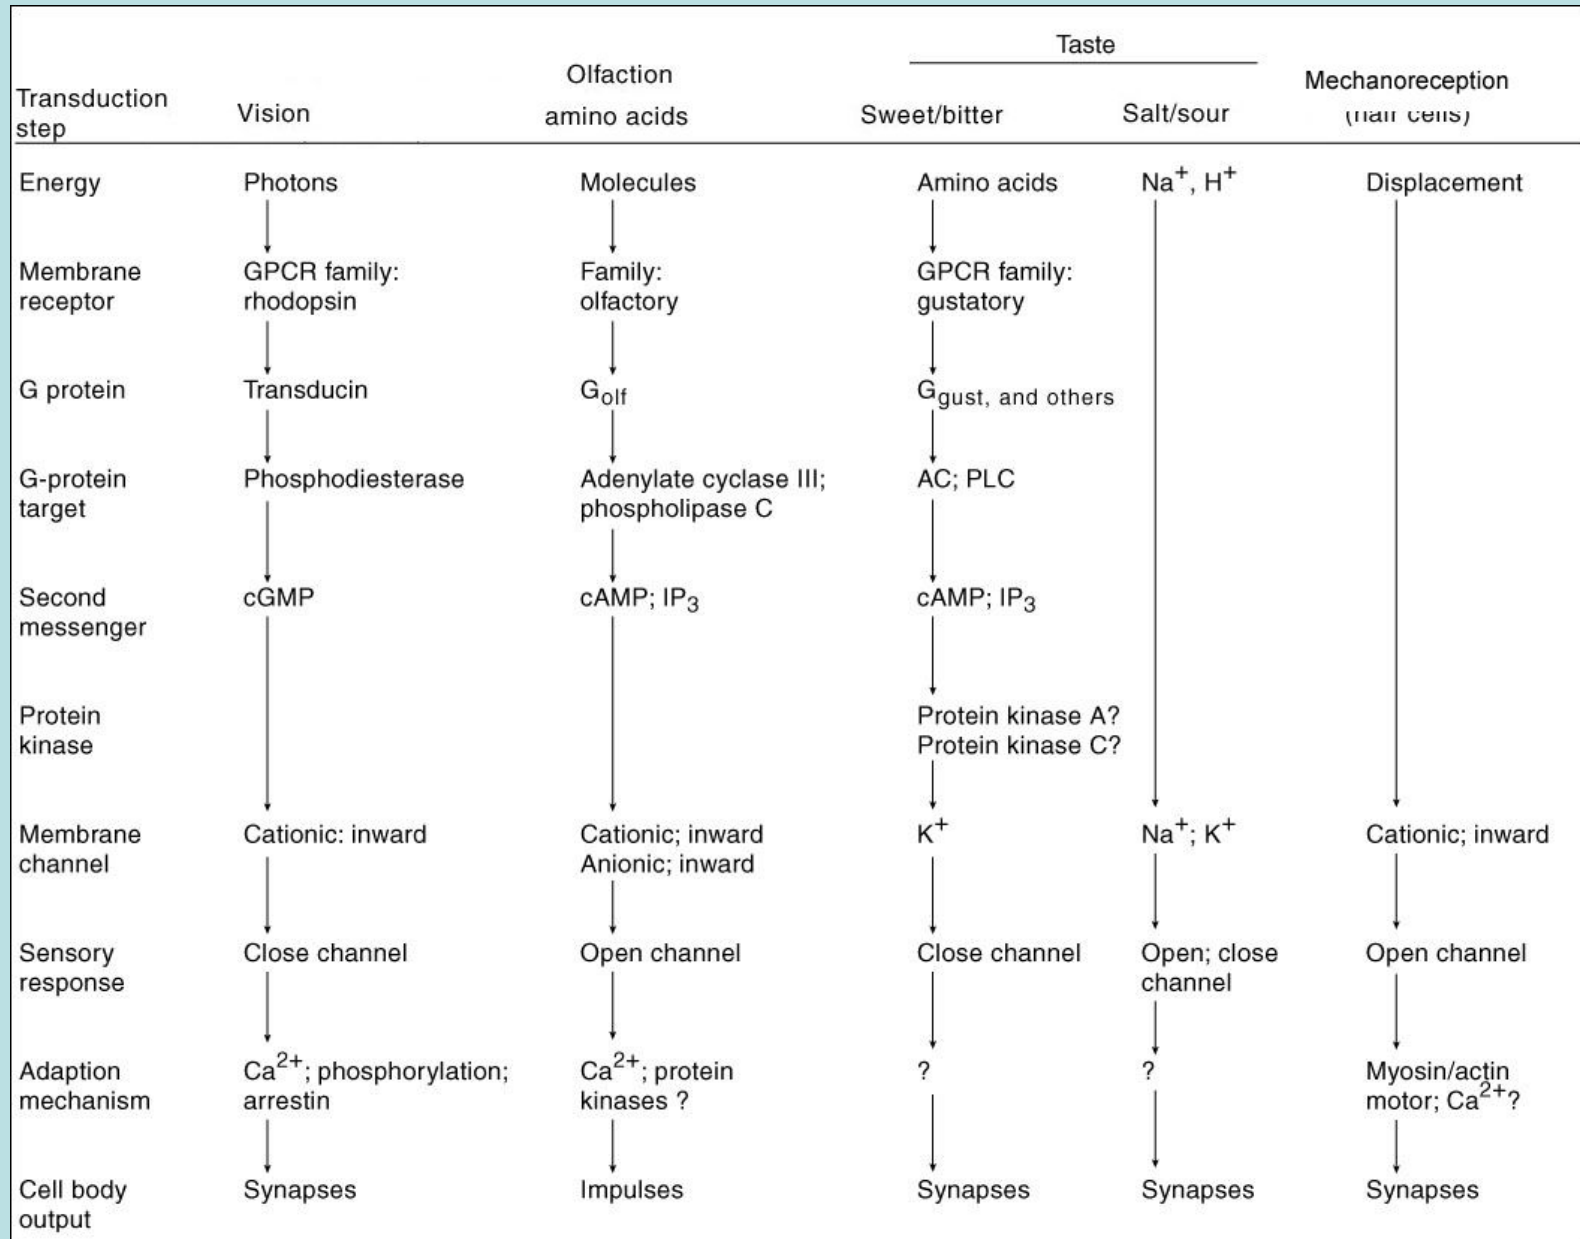 Taste
Olfaction
Mechanoreception
Transduction
step
Vision
amino acids
Sweet/bitter
Salt/sour
(hair cells)
Energy
Photons
Molecules
Amino acids
Na⁺, H⁺
Displacement
Membrane
receptor
GPCR family:
rhodopsin
Family:
olfactory
GPCR family:
gustatory
G protein
Transducin
Golf
Ggust, and others
G-protein
target
Phosphodiesterase
Adenylate cyclase III;
phospholipase C
AC; PLC
Second
messenger
cGMP
cAMP; IP₃
cAMP; IP₃
Protein
kinase
Protein kinase A?
Protein kinase C?
Membrane
channel
Cationic: inward
Cationic; inward
Anionic; inward
K⁺
Na⁺; K⁺
Cationic; inward
Sensory
response
Close channel
Open channel
Close channel
Open; close
channel
Open channel
Adaption
mechanism
Ca²⁺; phosphorylation;
arrestin
Ca²⁺; protein
kinases ?
?
?
Myosin/actin
motor; Ca²⁺?
Cell body
output
Synapses
Impulses
Synapses
Synapses
Synapses